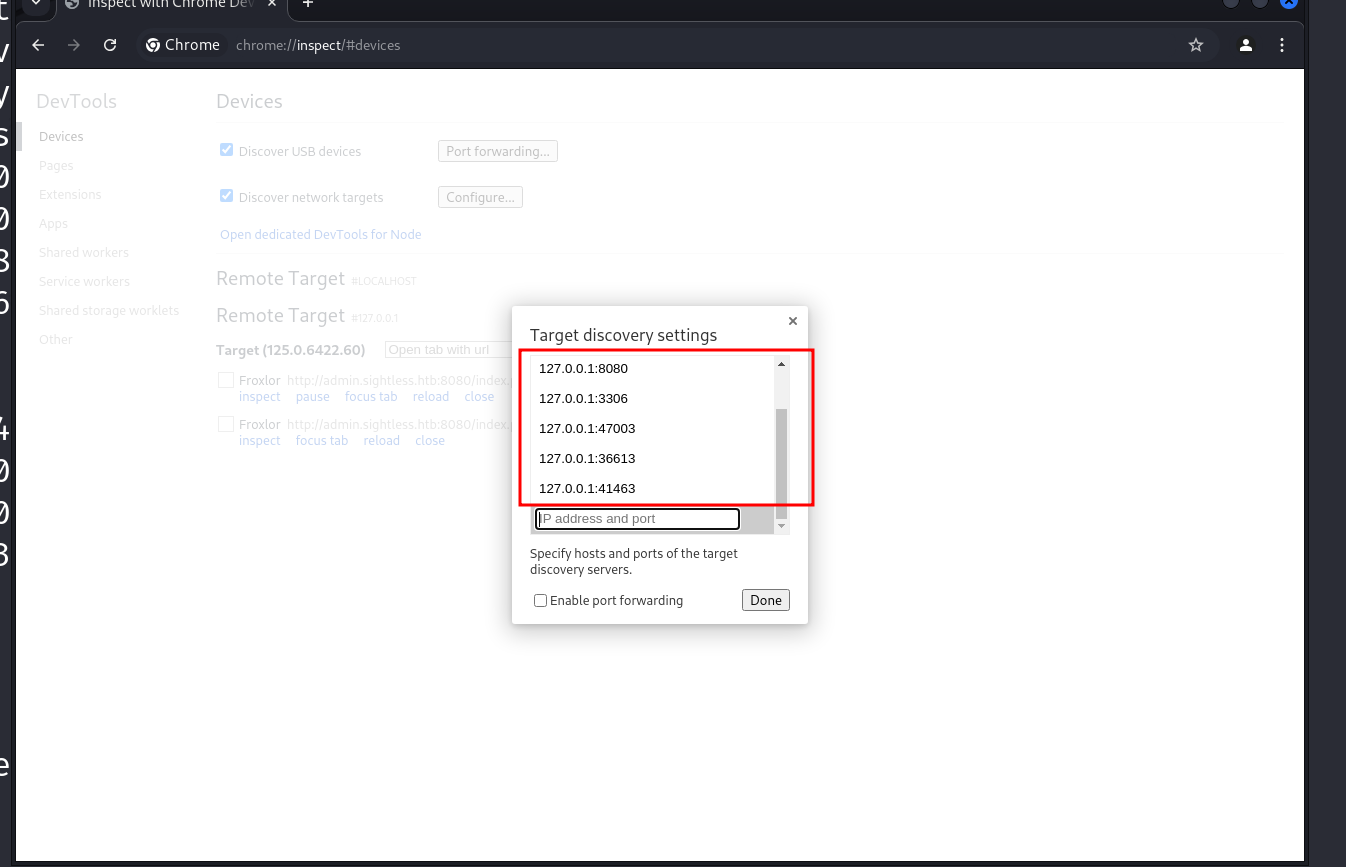 Inspect with Chrome Dev
Chrome chrome://inspect/#devices
DevTools
Devices
Pages
Extensions
Apps
Shared workers
Service workers
Shared storage worklets
Other
Devices
Discover USB devices Port forwarding...
Discover network targets Configure...
Open dedicated DevTools for Node
Remote Target #LOCALHOST
Remote Target #127.0.0.1
Target (125.0.6422.60) Open tab with url
Froxlor http://admin.sightless.htb:8080/index.
inspect pause focus tab reload close
Froxlor http://admin.sightless.htb:8080/index.
inspect focus tab reload close
Target discovery settings
127.0.0.1:8080
127.0.0.1:3306
127.0.0.1:47003
127.0.0.1:36613
127.0.0.1:41463
IP address and port
Specify hosts and ports of the target
discovery servers.
Enable port forwarding Done